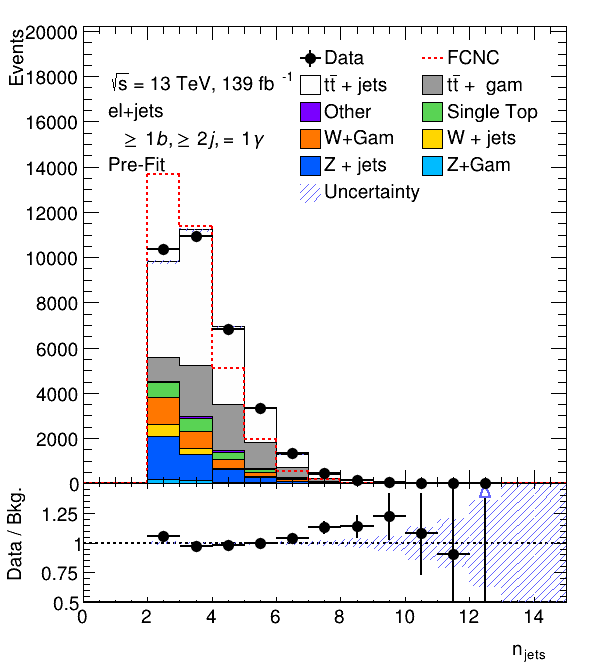 Events
20000
18000
16000
14000
12000
10000
8000
6000
4000
2000
0
√s = 13 TeV, 139 fb⁻¹
el+jets
≥ 1b, ≥ 2j, = 1γ
Pre-Fit
Data
FCNC
tt̄ + jets
tt̄ + gam
Other
Single Top
W+Gam
W + jets
Z + jets
Z+Gam
Uncertainty
Data / Bkg.
1.25
1
0.75
0.5
0 2 4 6 8 10 12 14
n_jets